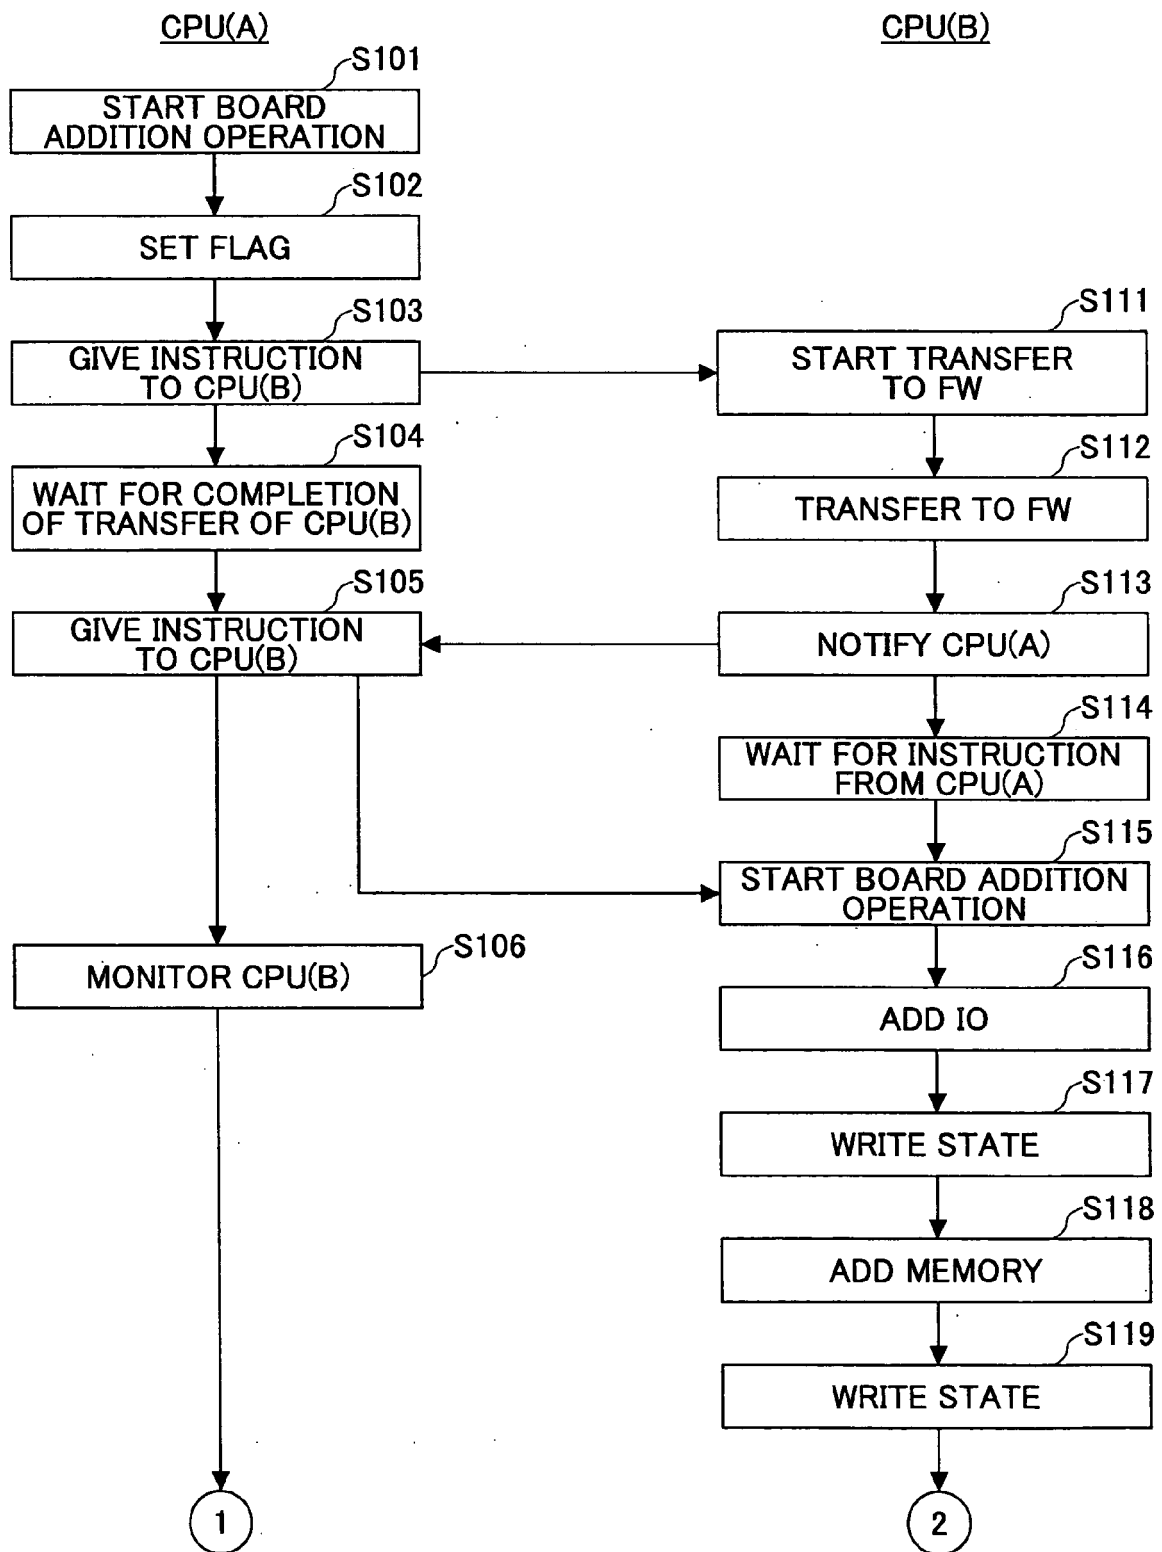 CPU(A)
CPU(B)
S101
START BOARD
ADDITION OPERATION
S102
SET FLAG
S103
GIVE INSTRUCTION
TO CPU(B)
S111
START TRANSFER
TO FW
S104
WAIT FOR COMPLETION
OF TRANSFER OF CPU(B)
S112
TRANSFER TO FW
S105
GIVE INSTRUCTION
TO CPU(B)
S113
NOTIFY CPU(A)
S114
WAIT FOR INSTRUCTION
FROM CPU(A)
S115
START BOARD ADDITION
OPERATION
S106
MONITOR CPU(B)
S116
ADD IO
S117
WRITE STATE
S118
ADD MEMORY
S119
WRITE STATE
1
2